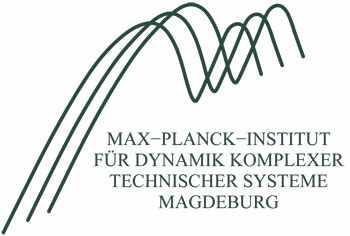 MAX−PLANCK−INSTITUT
FÜR DYNAMIK KOMPLEXER
TECHNISCHER SYSTEME
MAGDEBURG